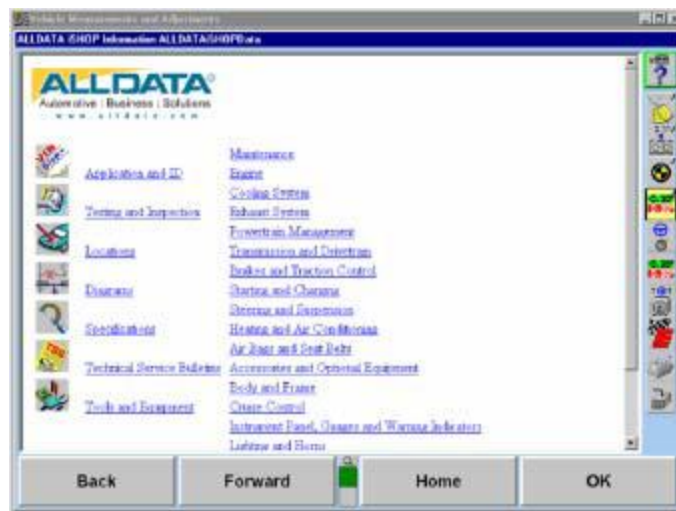 Vehicle Measurements and Adjustments
ALLDATA iSHOP Information ALLDATAiSHOPData
ALLDATA®
Automotive | Business | Solutions
www.alldata.com
Maintenance
Application and ID
Engine
Cooling System
Testing and Inspection
Exhaust System
Powertrain Management
Locations
Transmission and Drivetrain
Brakes and Traction Control
Diagrams
Starting and Charging
Steering and Suspension
Specifications
Heating and Air Conditioning
Air Bags and Seat Belts
Technical Service Bulletins
Accessories and Optional Equipment
Body and Frame
Tools and Equipment
Cruise Control
Instrument Panel, Gauges and Warning Indicators
Lighting and Horns
Back
Forward
Home
OK